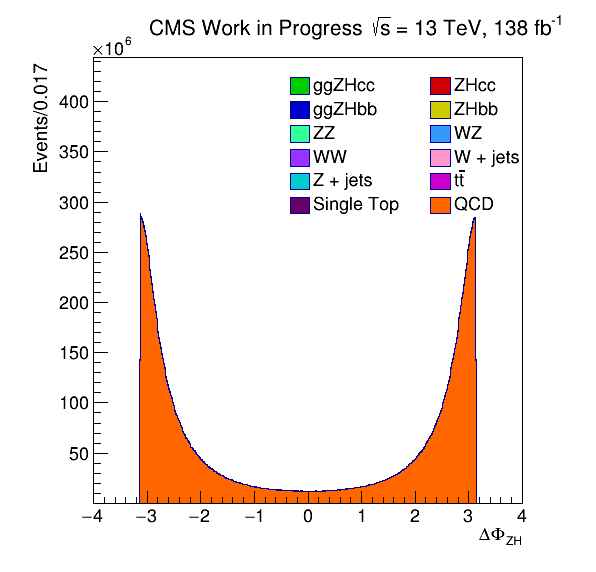 CMS Work in Progress √s = 13 TeV, 138 fb⁻¹
×10⁶
Events/0.017
400
350
300
250
200
150
100
50
ggZHcc ZHcc
ggZHbb ZHbb
ZZ WZ
WW W + jets
Z + jets tt̄
Single Top QCD
−4 −3 −2 −1 0 1 2 3 4
ΔΦZH